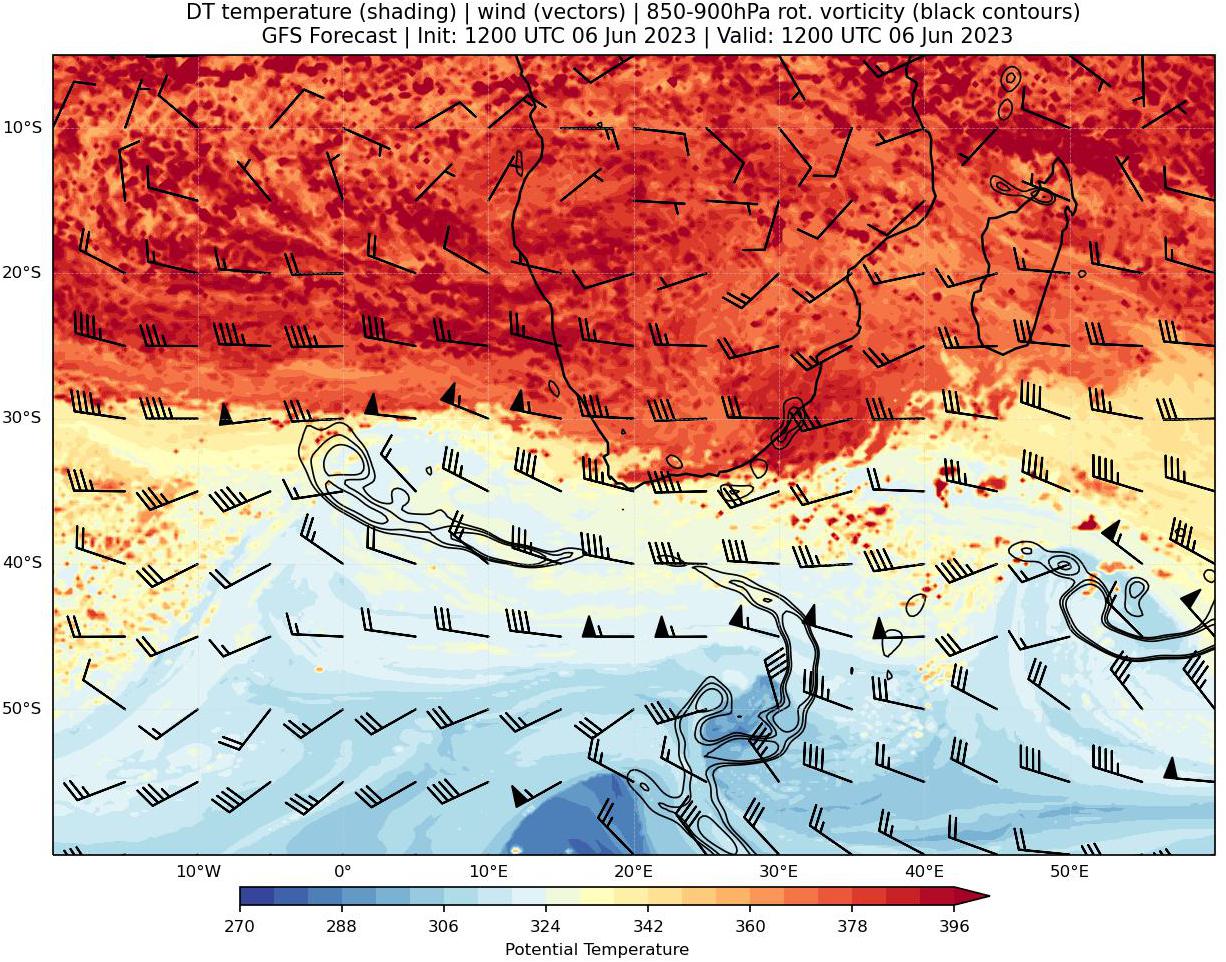 DT temperature (shading) | wind (vectors) | 850-900hPa rot. vorticity (black contours)
GFS Forecast | Init: 1200 UTC 06 Jun 2023 | Valid: 1200 UTC 06 Jun 2023
10°S
20°S
30°S
40°S
50°S
10°W 0° 10°E 20°E 30°E 40°E 50°E
270 288 306 324 342 360 378 396
Potential Temperature